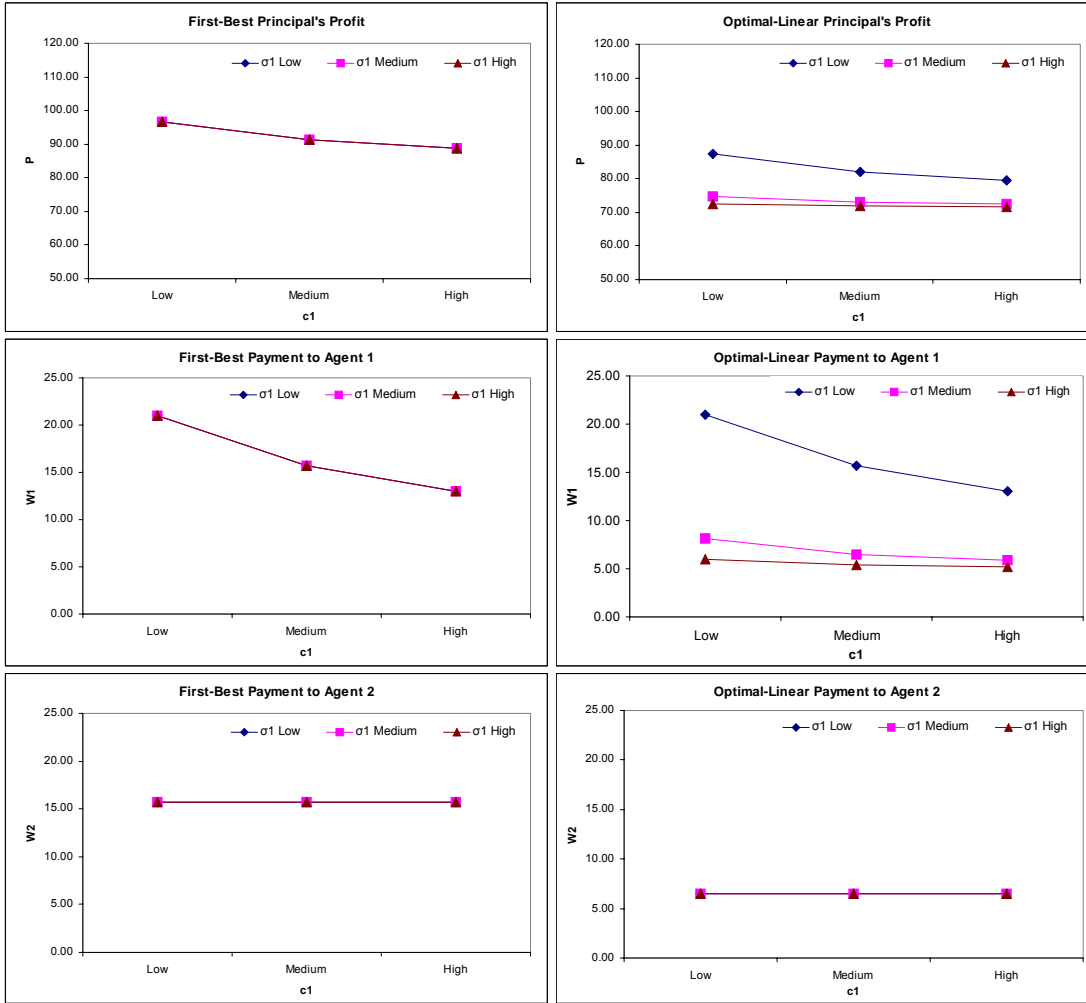 First-Best Principal's Profit
120.00
110.00
100.00
90.00
80.00
70.00
60.00
50.00
P
σ1 Low σ1 Medium σ1 High
Low Medium High
c1
Optimal-Linear Principal's Profit
120.00
110.00
100.00
90.00
80.00
70.00
60.00
50.00
P
σ1 Low σ1 Medium σ1 High
Low Medium High
c1
First-Best Payment to Agent 1
25.00
20.00
15.00
10.00
5.00
0.00
W1
σ1 Low σ1 Medium σ1 High
Low Medium High
c1
Optimal-Linear Payment to Agent 1
25.00
20.00
15.00
10.00
5.00
0.00
W1
σ1 Low σ1 Medium σ1 High
Low Medium High
c1
First-Best Payment to Agent 2
25.00
20.00
15.00
10.00
5.00
0.00
W2
σ1 Low σ1 Medium σ1 High
Low Medium High
c1
Optimal-Linear Payment to Agent 2
25.00
20.00
15.00
10.00
5.00
0.00
W2
σ1 Low σ1 Medium σ1 High
Low Medium High
c1